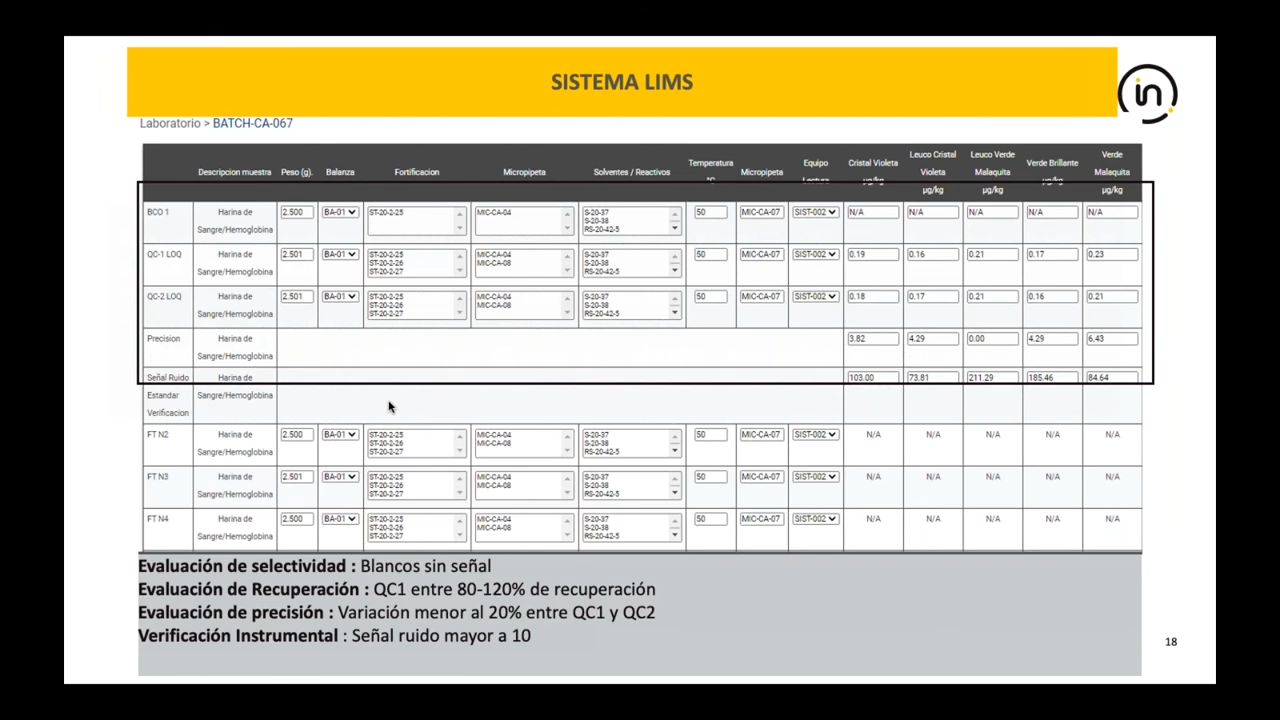 SISTEMA LIMS
in
Laboratorio > BATCH-CA-067
Descripcion muestra Peso (g). Balanza Fortificacion Micropipeta Solventes / Reactivos Temperatura °C Micropipeta Equipo Lectura Cristal Violeta µg/kg Leuco Cristal Violeta µg/kg Leuco Verde Malaquita µg/kg Verde Brillante µg/kg Verde Malaquita µg/kg
BCO 1 Harina de Sangre/Hemoglobina 2.500 BA-01 ST-20-2-25 MIC-CA-04 S-20-37 S-20-38 RS-20-42-5 50 MIC-CA-07 SIST-002 N/A N/A N/A N/A N/A
QC-1 LOQ Harina de Sangre/Hemoglobina 2.501 BA-01 ST-20-2-25 ST-20-2-26 ST-20-2-27 MIC-CA-04 MIC-CA-08 S-20-37 S-20-38 RS-20-42-5 50 MIC-CA-07 SIST-002 0.19 0.16 0.21 0.17 0.23
QC-2 LOQ Harina de Sangre/Hemoglobina 2.501 BA-01 ST-20-2-25 ST-20-2-26 ST-20-2-27 MIC-CA-04 MIC-CA-08 S-20-37 S-20-38 RS-20-42-5 50 MIC-CA-07 SIST-002 0.18 0.17 0.21 0.16 0.21
Precision Harina de Sangre/Hemoglobina 3.82 4.29 0.00 4.29 6.43
Señal Ruido Estandar Verificacion Harina de Sangre/Hemoglobina 103.00 73.81 211.29 185.46 84.64
FT N2 Harina de Sangre/Hemoglobina 2.500 BA-01 ST-20-2-25 ST-20-2-26 ST-20-2-27 MIC-CA-04 MIC-CA-08 S-20-37 S-20-38 RS-20-42-5 50 MIC-CA-07 SIST-002 N/A N/A N/A N/A N/A
FT N3 Harina de Sangre/Hemoglobina 2.501 BA-01 ST-20-2-25 ST-20-2-26 ST-20-2-27 MIC-CA-04 MIC-CA-08 S-20-37 S-20-38 RS-20-42-5 50 MIC-CA-07 SIST-002 N/A N/A N/A N/A N/A
FT N4 Harina de Sangre/Hemoglobina 2.500 BA-01 ST-20-2-25 ST-20-2-26 ST-20-2-27 MIC-CA-04 MIC-CA-08 S-20-37 S-20-38 RS-20-42-5 50 MIC-CA-07 SIST-002 N/A N/A N/A N/A N/A
Evaluación de selectividad : Blancos sin señal
Evaluación de Recuperación : QC1 entre 80-120% de recuperación
Evaluación de precisión : Variación menor al 20% entre QC1 y QC2
Verificación Instrumental : Señal ruido mayor a 10
18